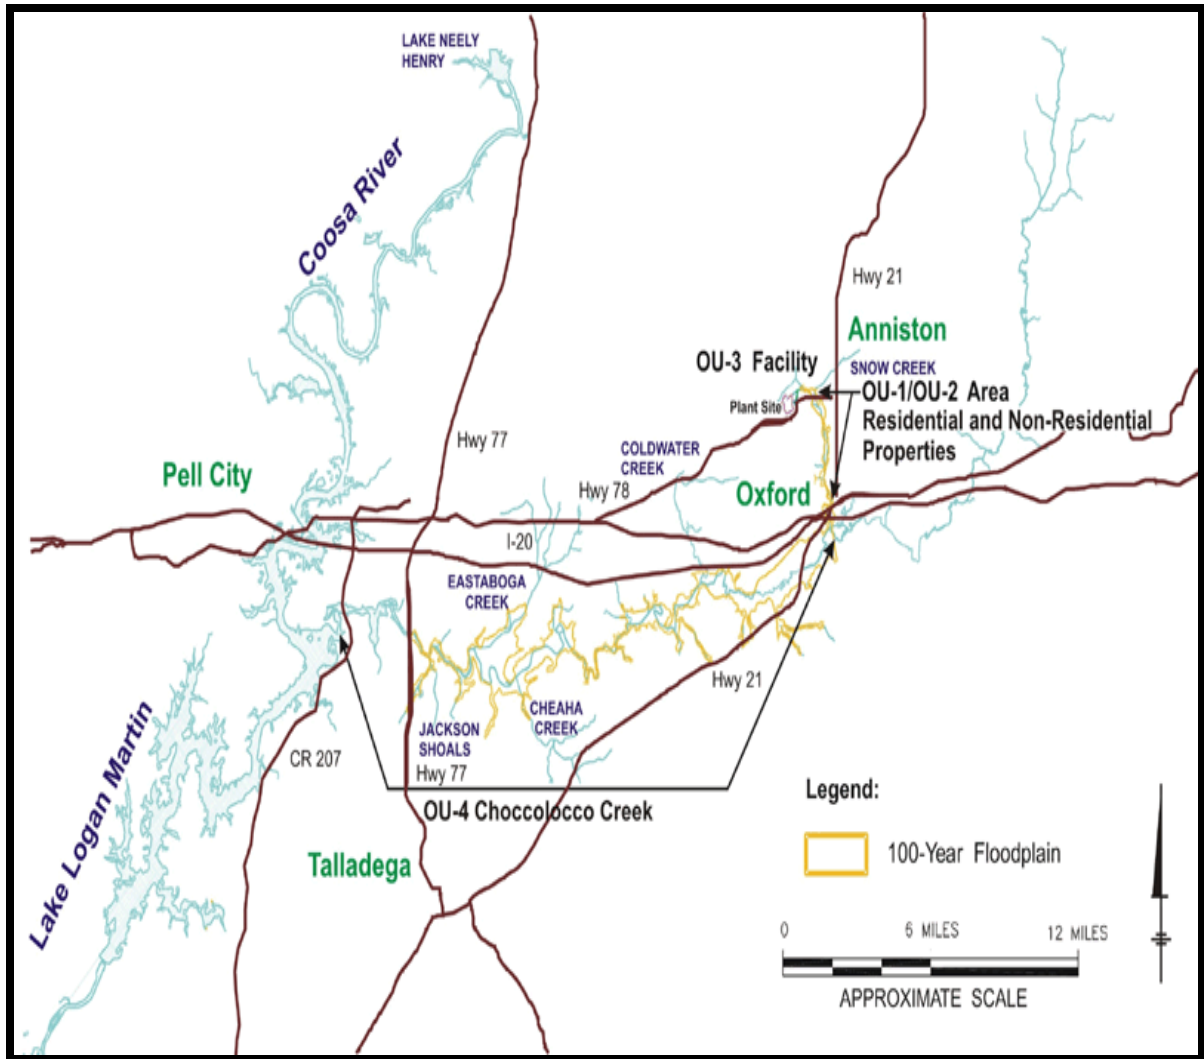 LAKE NEELY
HENRY
Coosa River
Hwy 21
Anniston
OU-3 Facility
SNOW CREEK
OU-1/OU-2 Area
Plant Site
Residential and Non-Residential
Properties
Hwy 77
COLDWATER
CREEK
Pell City
Hwy 78
Oxford
I-20
EASTABOGA
CREEK
Hwy 21
CHEAHA
CREEK
JACKSON
SHOALS
CR 207
Hwy 77
Lake Logan Martin
OU-4 Choccolocco Creek
Legend:
100-Year Floodplain
Talladega
0 6 MILES 12 MILES
APPROXIMATE SCALE